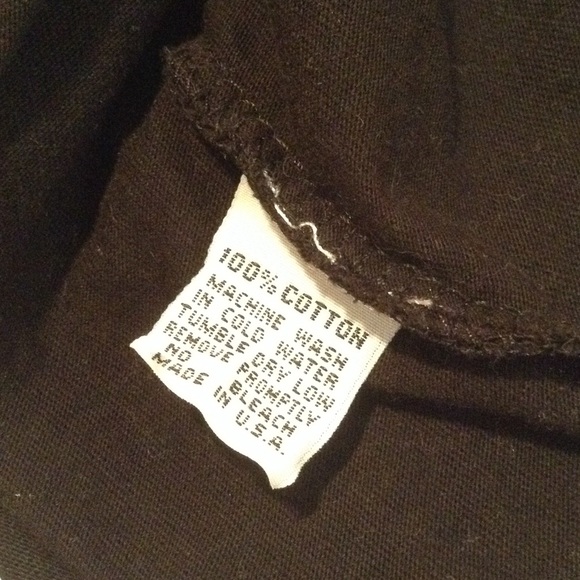 100% COTTON
MACHINE WASH
IN COLD WATER
TUMBLE DRY LOW
REMOVE PROMPTLY
NO BLEACH
MADE IN U.S.A.